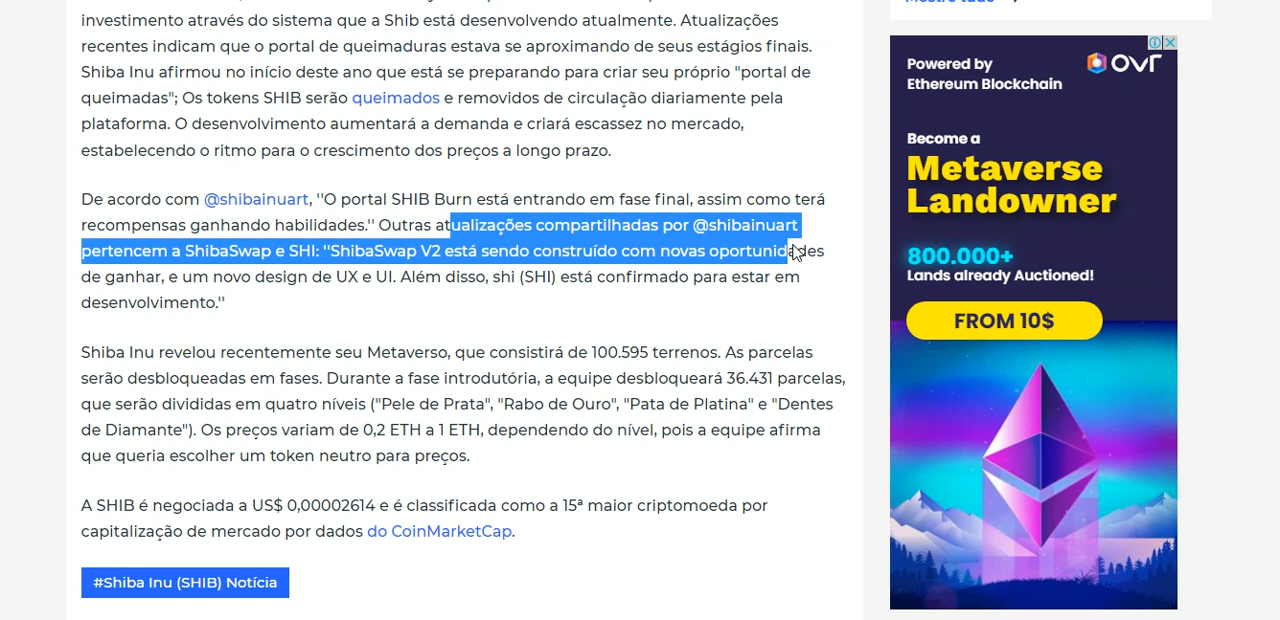 investimento através do sistema que a Shib está desenvolvendo atualmente. Atualizações
recentes indicam que o portal de queimaduras estava se aproximando de seus estágios finais.
Shiba Inu afirmou no início deste ano que está se preparando para criar seu próprio "portal de
queimadas"; Os tokens SHIB serão queimados e removidos de circulação diariamente pela
plataforma. O desenvolvimento aumentará a demanda e criará escassez no mercado,
estabelecendo o ritmo para o crescimento dos preços a longo prazo.
De acordo com @shibainuart, ''O portal SHIB Burn está entrando em fase final, assim como terá
recompensas ganhando habilidades.'' Outras atualizações compartilhadas por @shibainuart
pertencem a ShibaSwap e SHI: ''ShibaSwap V2 está sendo construído com novas oportunidades
de ganhar, e um novo design de UX e UI. Além disso, shi (SHI) está confirmado para estar em
desenvolvimento.''
Shiba Inu revelou recentemente seu Metaverso, que consistirá de 100.595 terrenos. As parcelas
serão desbloqueadas em fases. Durante a fase introdutória, a equipe desbloqueará 36.431 parcelas,
que serão divididas em quatro níveis ("Pele de Prata", "Rabo de Ouro", "Pata de Platina" e "Dentes
de Diamante"). Os preços variam de 0,2 ETH a 1 ETH, dependendo do nível, pois a equipe afirma
que queria escolher um token neutro para preços.
A SHIB é negociada a US$ 0,00002614 e é classificada como a 15ª maior criptomoeda por
capitalização de mercado por dados do CoinMarketCap.
#Shiba Inu (SHIB) Notícia
Powered by
Ethereum Blockchain
ovr
Become a
Metaverse
Landowner
800.000+
Lands already Auctioned!
FROM 10$